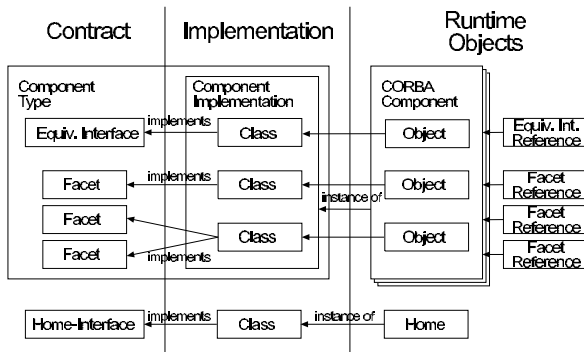 Contract
Implementation
Runtime
Objects
Component
Type
Component
Implementation
CORBA
Component
Equiv. Interface
implements
Class
Object
Equiv. Int.
Reference
Facet
implements
Class
Object
Facet
Reference
instance of
Facet
Facet
Reference
Class
Object
Facet
implements
Facet
Reference
Home-Interface
implements
Class
instance of
Home